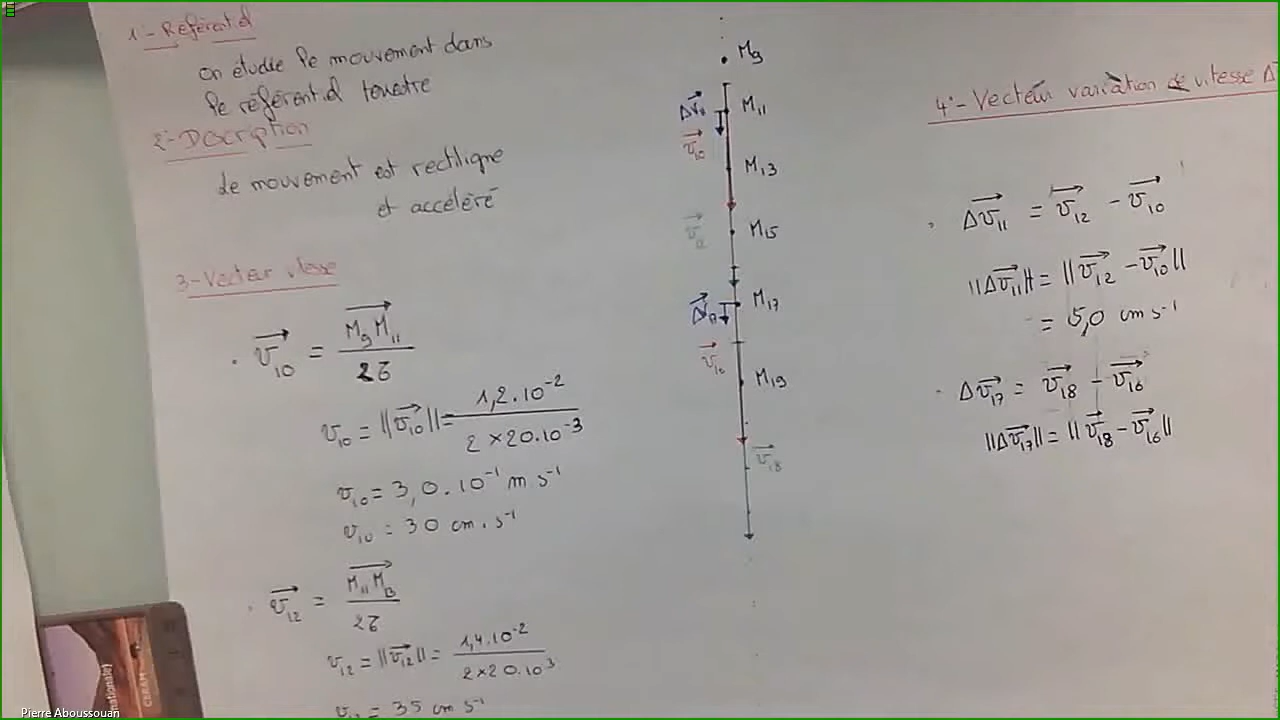 1°- Référentiel
on étudie le mouvement dans
le référentiel terrestre
2°- Description
Le mouvement est rectiligne
et accéléré
3-Vecteur vitesse
. v₁₀ = M₉M₁₁ / 2τ
v₁₀ = ||v₁₀|| = 1,2.10⁻² / 2×20.10⁻³
v₁₀ = 3,0.10⁻¹ m s⁻¹
v₁₀ = 30 cm.s⁻¹
. v₁₂ = M₁₁M₁₃ / 2τ
v₁₂ = ||v₁₂|| = 1,4.10⁻² / 2×20.10³
= 35 cm s⁻¹
M₉
M₁₁
v₁₀
M₁₃
M₁₅
M₁₇
M₁₉
v₁₈
4°- Vecteur variation de vitesse Δ
. Δv₁₁ = v₁₂ - v₁₀
||Δv₁₁|| = ||v₁₂ - v₁₀||
= 5,0 cm s⁻¹
- Δv₁₇ = v₁₈ - v₁₆
||Δv₁₇|| = ||v₁₈ - v₁₆||
CERAM
Pierre Aboussouan